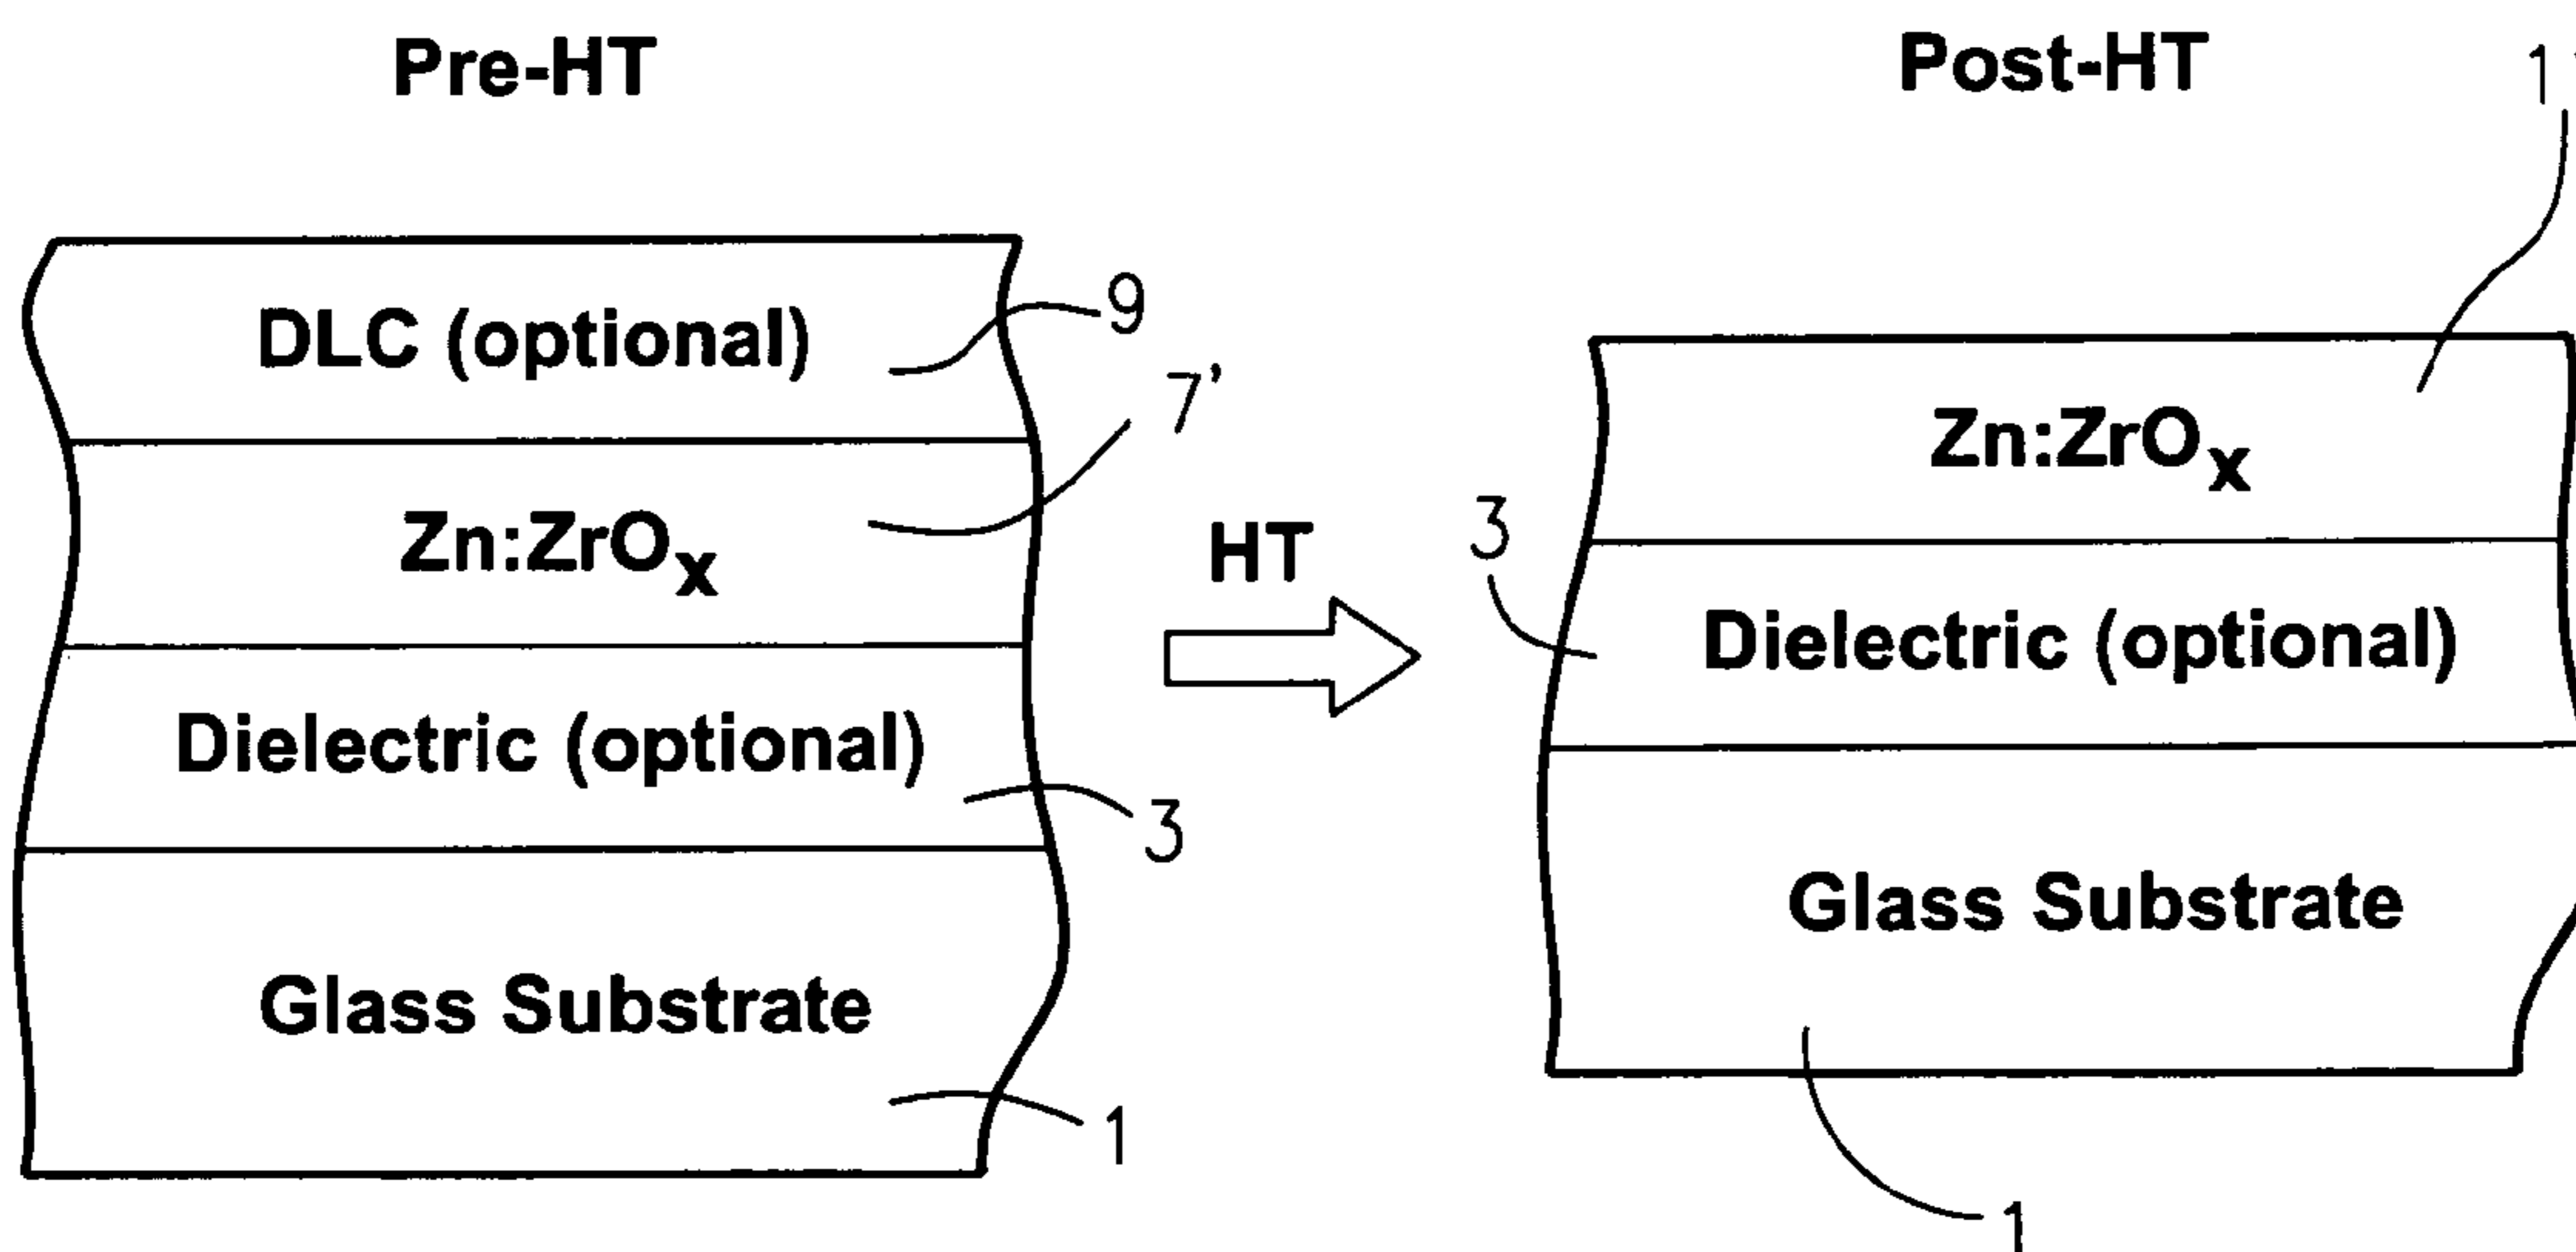 Pre-HT
DLC (optional)
9
7'
Zn:ZrOx
Dielectric (optional)
3
Glass Substrate
1
HT
Post-HT
Zn:ZrOx
3
Dielectric (optional)
Glass Substrate
1